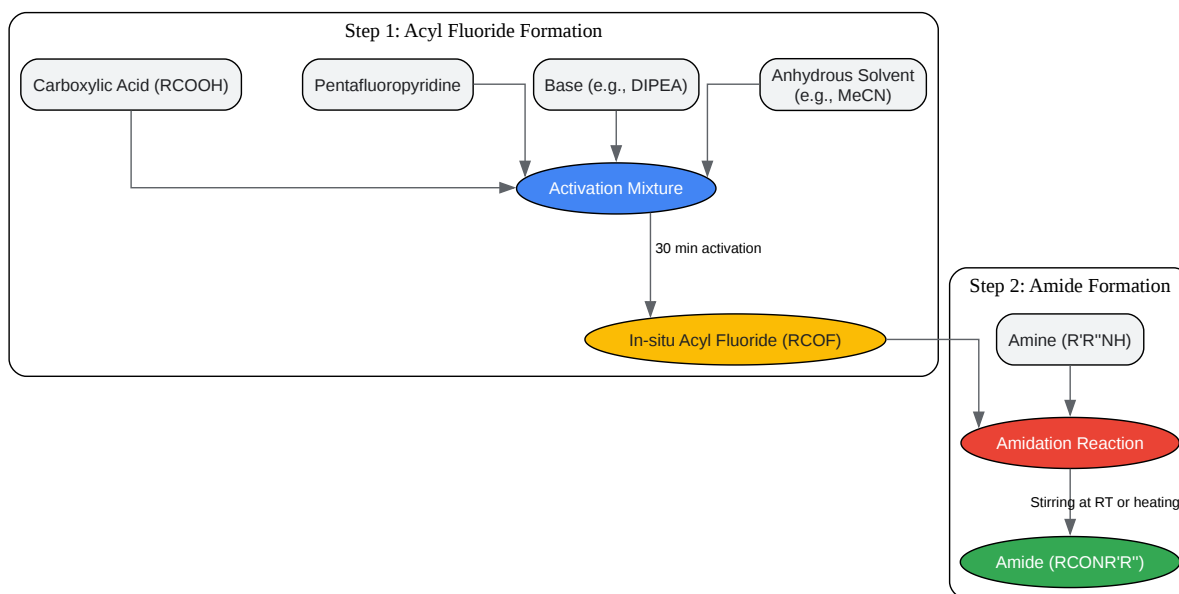 Step 1: Acyl Fluoride Formation
Carboxylic Acid (RCOOH)
Pentafluoropyridine
Base (e.g., DIPEA)
Anhydrous Solvent
(e.g., MeCN)
Activation Mixture
30 min activation
In-situ Acyl Fluoride (RCOF)
Step 2: Amide Formation
Amine (R'R''NH)
Amidation Reaction
Stirring at RT or heating
Amide (RCONR'R'')